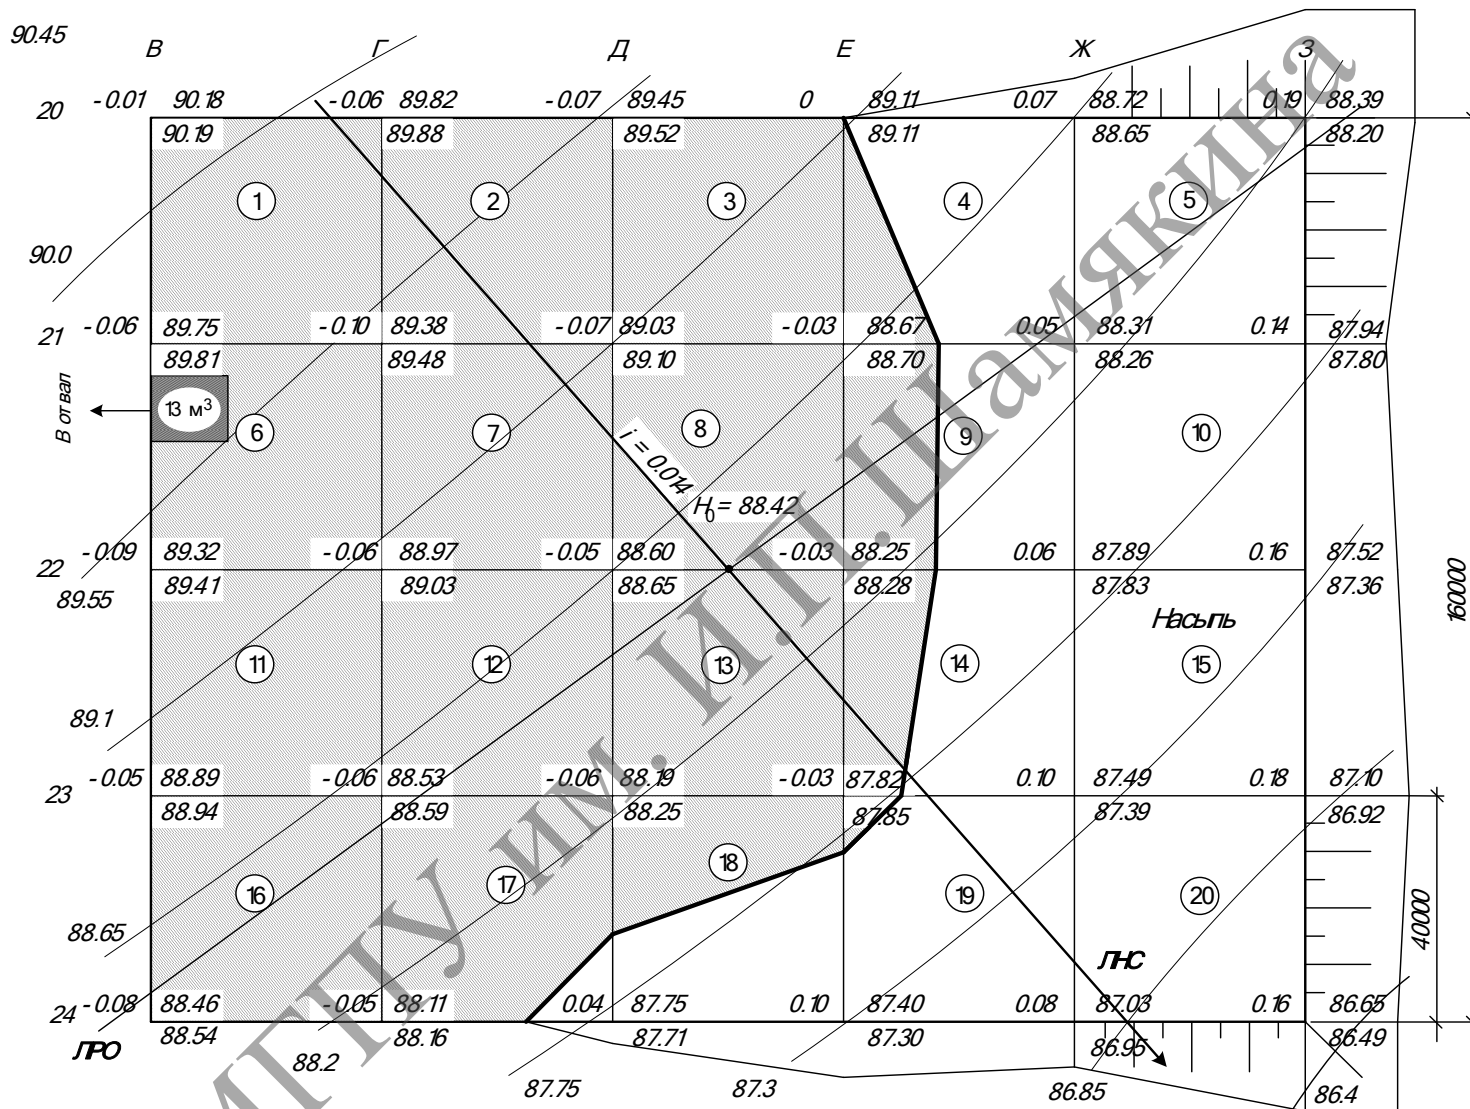 90.45
В Г Д Е Ж З
20 -0.01 90.18 -0.06 89.82 -0.07 89.45 0 89.11 0.07 88.72 0.19 88.39
90.19 89.88 89.52 89.11 88.65 88.20
1 2 3 4 5
90.0
21 -0.06 89.75 -0.10 89.38 -0.07 89.03 -0.03 88.67 0.05 88.31 0.14 87.94
89.81 89.48 89.10 88.70 88.26 87.80
В отвал
13 м³
6 7 8 9 10
i = 0.014
H₀ = 88.42
22 -0.09 89.32 -0.06 88.97 -0.05 88.60 -0.03 88.25 0.06 87.89 0.16 87.52
89.55 89.41 89.03 88.65 88.28 87.83 87.36
Насыпь
160000
11 12 13 14 15
89.1
23 -0.05 88.89 -0.06 88.53 -0.06 88.19 -0.03 87.82 0.10 87.49 0.18 87.10
88.94 88.59 88.25 87.85 87.39 86.92
16 17 18 19 20
88.65
40000
ЛНС
24 -0.08 88.46 -0.05 88.11 0.04 87.75 0.10 87.40 0.08 87.03 0.16 86.65
ЛРО 88.54 88.16 87.71 87.30 86.95 86.49
88.2 87.75 87.3 86.85 86.4
МГПУ им. И.П.Шамякина